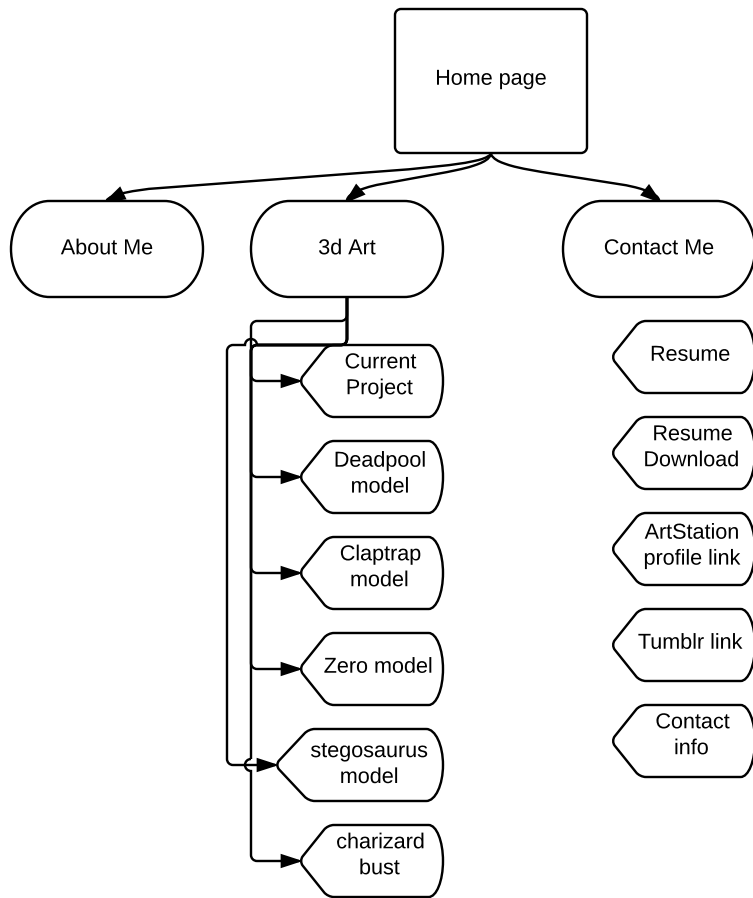 Home page
About Me
3d Art
Contact Me
Current
Project
Deadpool
model
Claptrap
model
Zero model
stegosaurus
model
charizard
bust
Resume
Resume
Download
ArtStation
profile link
Tumblr link
Contact
info